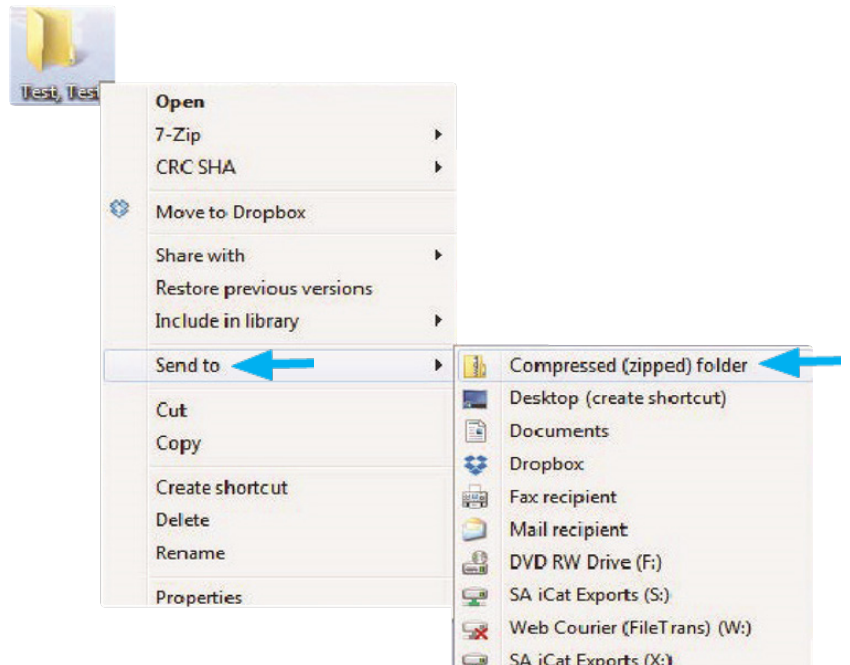 Test, Test
Open
7-Zip
CRC SHA
Move to Dropbox
Share with
Restore previous versions
Include in library
Send to
Cut
Copy
Create shortcut
Delete
Rename
Properties
Compressed (zipped) folder
Desktop (create shortcut)
Documents
Dropbox
Fax recipient
Mail recipient
DVD RW Drive (F:)
SA iCat Exports (S:)
Web Courier (FileTrans) (W:)
SA iCat Exports (X:)